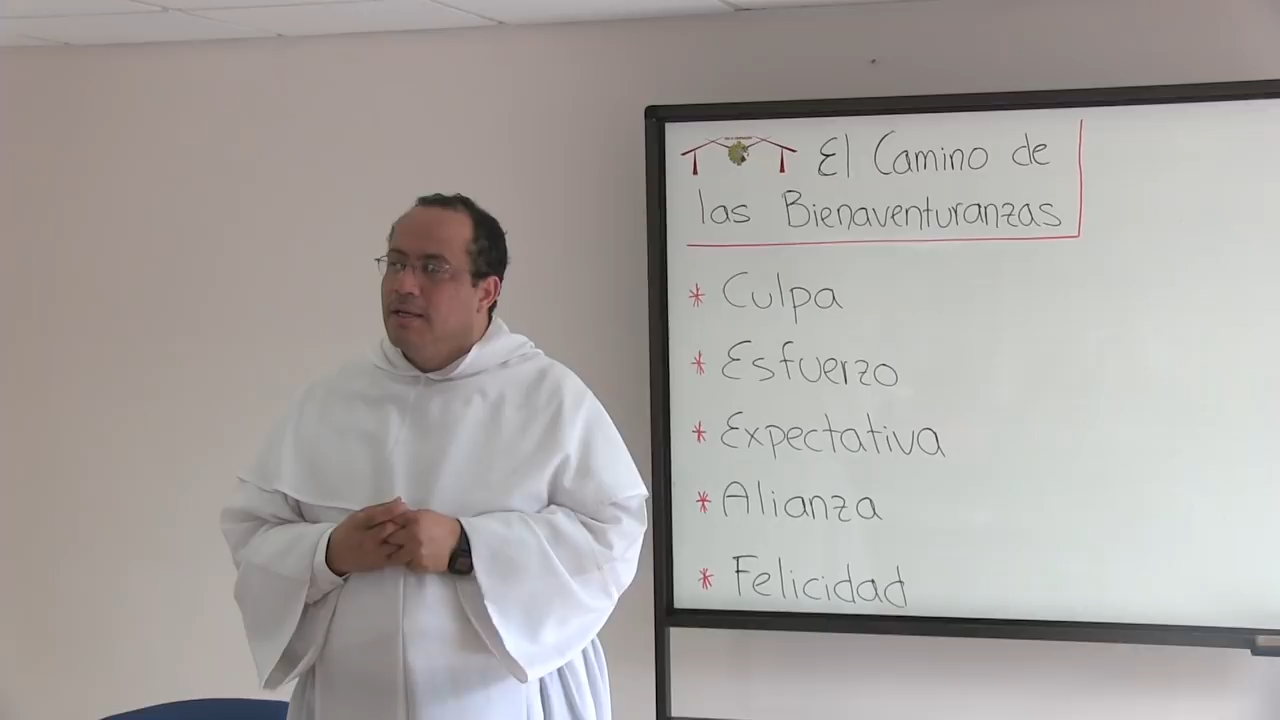 El Camino de
las Bienaventuranzas
* Culpa
* Esfuerzo
* Expectativa
* Alianza
* Felicidad